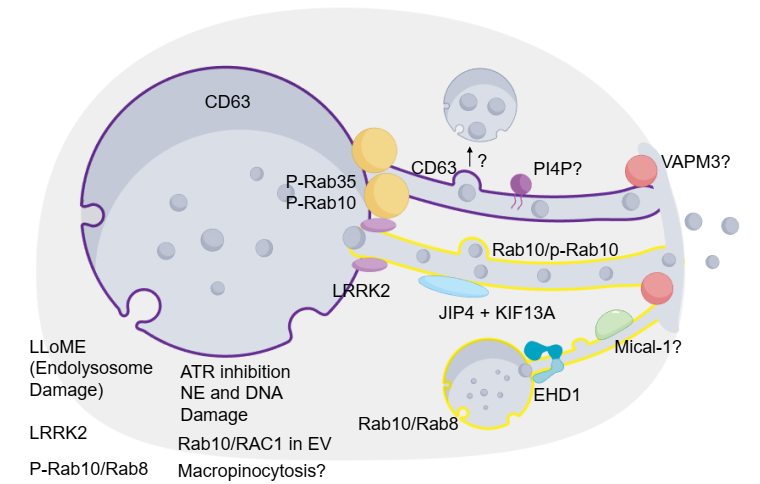 CD63
CD63
?
PI4P?
VAPM3?
P-Rab35
P-Rab10
Rab10/p-Rab10
LRRK2
JIP4 + KIF13A
Mical-1?
EHD1
Rab10/Rab8
LLoME
(Endolysosome
Damage)
LRRK2
P-Rab10/Rab8
ATR inhibition
NE and DNA
Damage
Rab10/RAC1 in EV
Macropinocytosis?